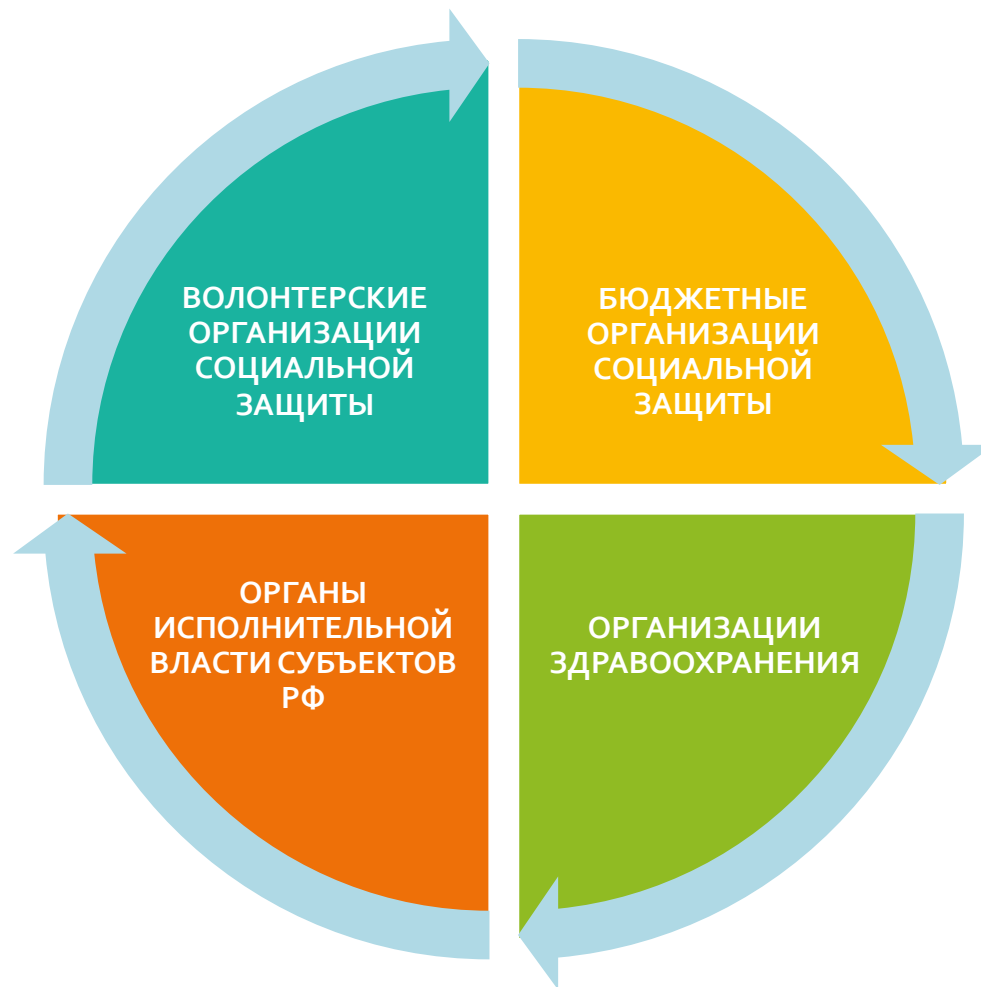 ВОЛОНТЕРСКИЕ
ОРГАНИЗАЦИИ
СОЦИАЛЬНОЙ
ЗАЩИТЫ
БЮДЖЕТНЫЕ
ОРГАНИЗАЦИИ
СОЦИАЛЬНОЙ
ЗАЩИТЫ
ОРГАНЫ
ИСПОЛНИТЕЛЬНОЙ
ВЛАСТИ СУБЪЕКТОВ
РФ
ОРГАНИЗАЦИИ
ЗДРАВООХРАНЕНИЯ